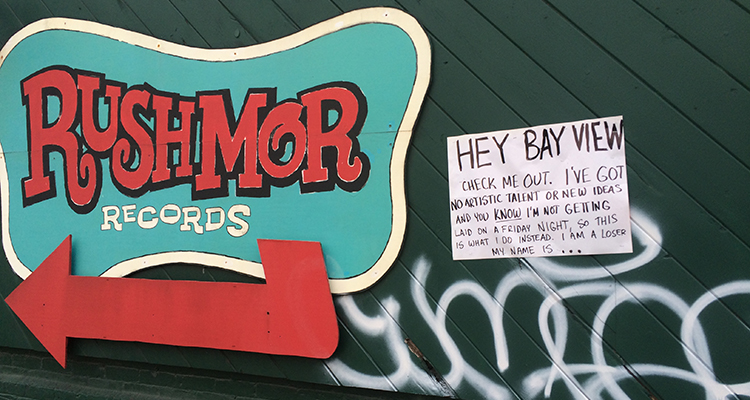 RUSHMOR
RECORDS
HEY BAY VIEW
CHECK ME OUT. I'VE GOT
NO ARTISTIC TALENT OR NEW IDEAS
AND YOU KNOW I'M NOT GETTING
LAID ON A FRIDAY NIGHT, SO THIS
IS WHAT I DO INSTEAD. I AM A LOSER
MY NAME IS ...